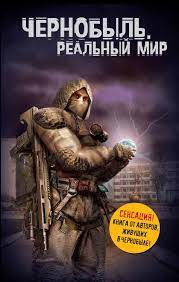 ЧЕРНОБЫЛЬ.
РЕАЛЬНЫЙ МИР
СЕНСАЦИЯ!
КНИГА ОТ АВТОРОВ,
ЖИВУЩИХ
В ЧЕРНОБЫЛЕ!